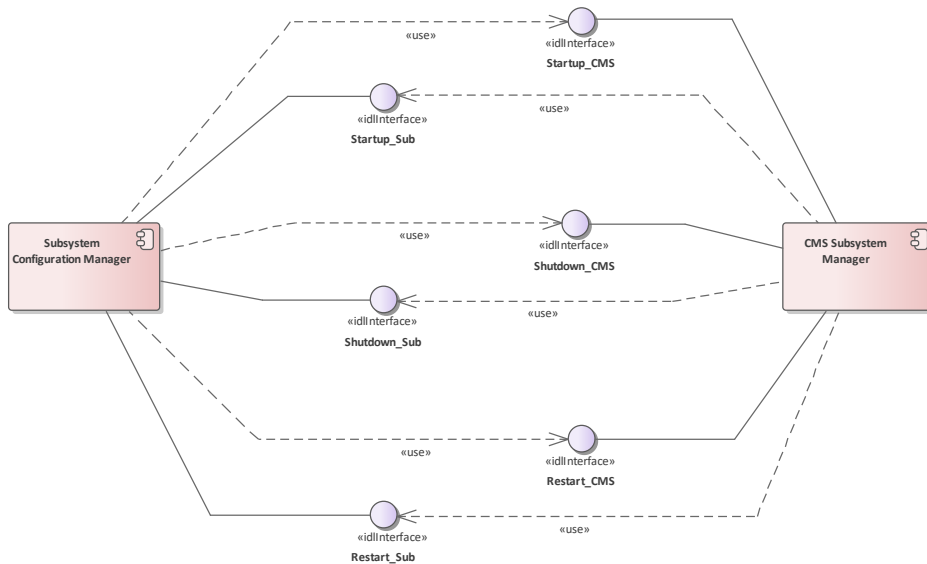 «use»
«idlInterface»
Startup_CMS
«idlInterface»
Startup_Sub
«use»
Subsystem
Configuration Manager
«use»
«idlInterface»
Shutdown_CMS
CMS Subsystem
Manager
«idlInterface»
Shutdown_Sub
«use»
«use»
«idlInterface»
Restart_CMS
«idlInterface»
Restart_Sub
«use»